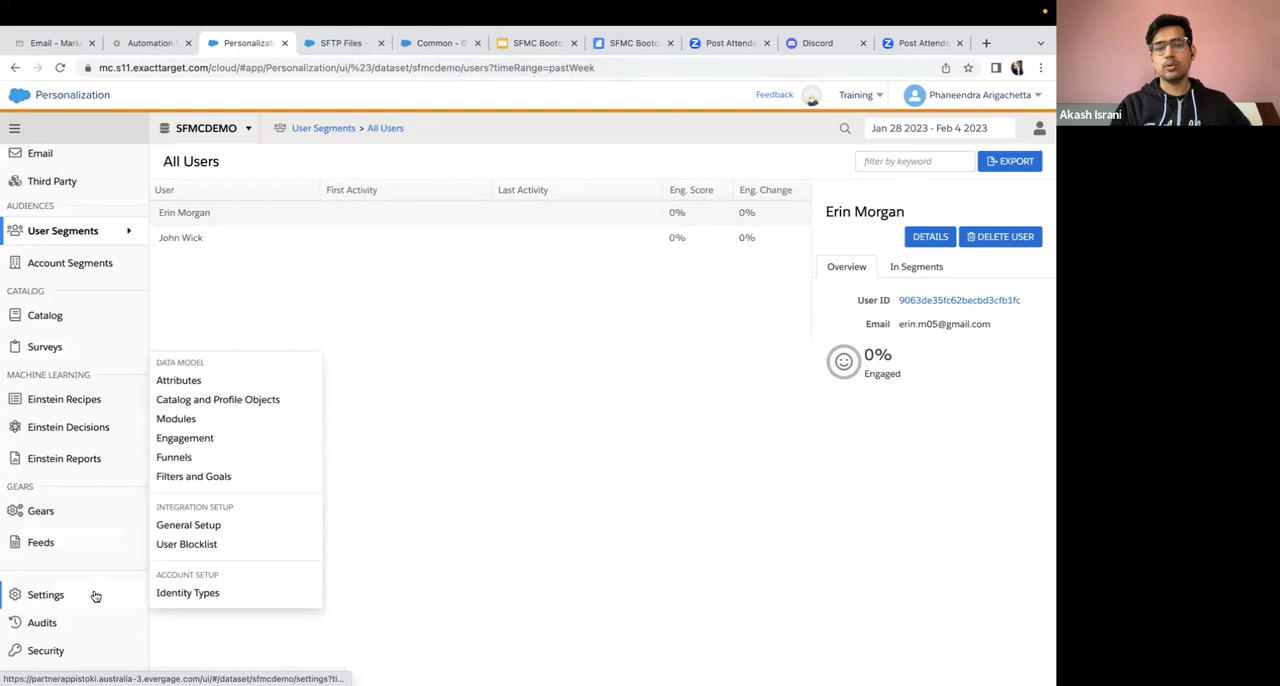 Email - Mark
Automation S
Personalizati
SFTP Files -
Common - G
SFMC Bootc
SFMC Bootc
Post Attende
Discord
Post Attende
mc.s11.exacttarget.com/cloud/#app/Personalization/ui/%23/dataset/sfmcdemo/users?timeRange=pastWeek
Personalization
Feedback
Training
Phaneendra Arigachetta
Akash Israni
SFMCDEMO
User Segments > All Users
Jan 28 2023 - Feb 4 2023
Email
Third Party
AUDIENCES
User Segments
Account Segments
CATALOG
Catalog
Surveys
MACHINE LEARNING
Einstein Recipes
Einstein Decisions
Einstein Reports
GEARS
Gears
Feeds
Settings
Audits
Security
All Users
filter by keyword
EXPORT
User First Activity Last Activity Eng. Score Eng. Change
Erin Morgan 0% 0%
John Wick 0% 0%
DATA MODEL
Attributes
Catalog and Profile Objects
Modules
Engagement
Funnels
Filters and Goals
INTEGRATION SETUP
General Setup
User Blocklist
ACCOUNT SETUP
Identity Types
Erin Morgan
DETAILS
DELETE USER
Overview
In Segments
User ID 9063de35fc62becbd3cfb1fc
Email erin.m05@gmail.com
0%
Engaged
https://partnerappistoki.australia-3.evergage.com/ui/#/dataset/sfmcdemo/settings?ti...